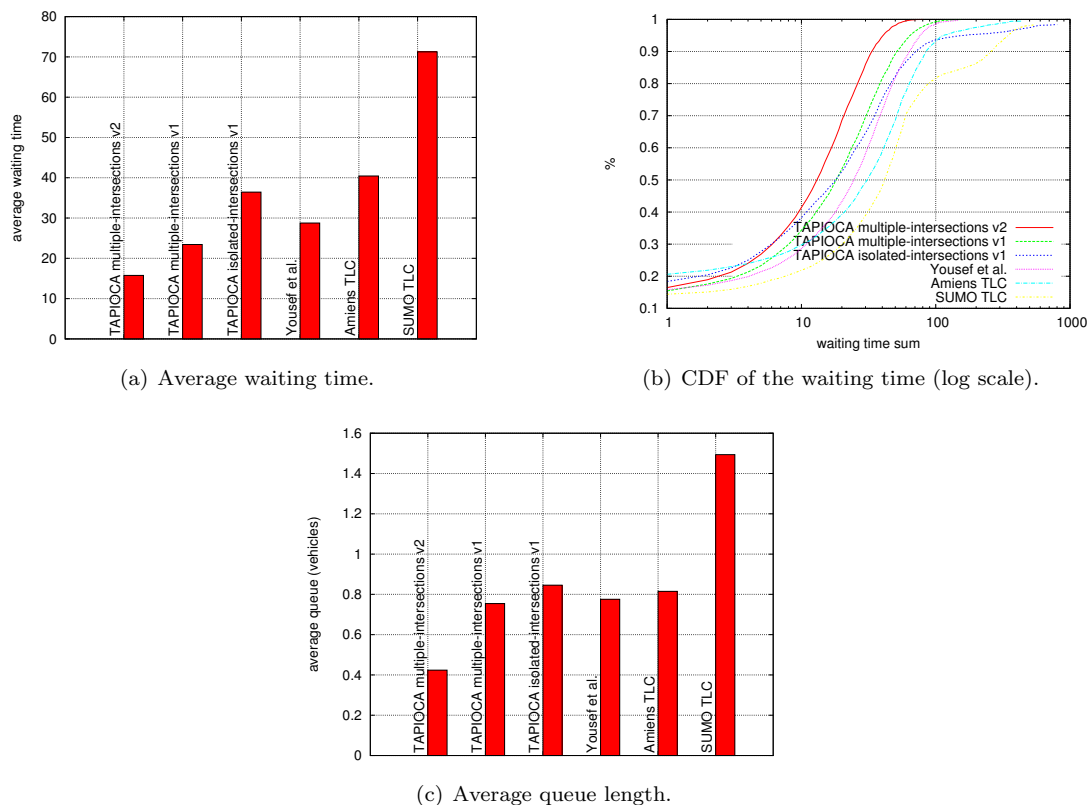 80
70
60
50
40
30
20
10
0
average waiting time
TAPIOCA multiple-intersections v2
TAPIOCA multiple-intersections v1
TAPIOCA isolated-intersections v1
Yousef et al.
Amiens TLC
SUMO TLC
(a) Average waiting time.
1
0.9
0.8
0.7
0.6
0.5
0.4
0.3
0.2
0.1
%
TAPIOCA multiple-intersections v2
TAPIOCA multiple-intersections v1
TAPIOCA isolated-intersections v1
Yousef et al.
Amiens TLC
SUMO TLC
1 10 100 1000
waiting time sum
(b) CDF of the waiting time (log scale).
1.6
1.4
1.2
1
0.8
0.6
0.4
0.2
0
average queue (vehicles)
TAPIOCA multiple-intersections v2
TAPIOCA multiple-intersections v1
TAPIOCA isolated-intersections v1
Yousef et al.
Amiens TLC
SUMO TLC
(c) Average queue length.